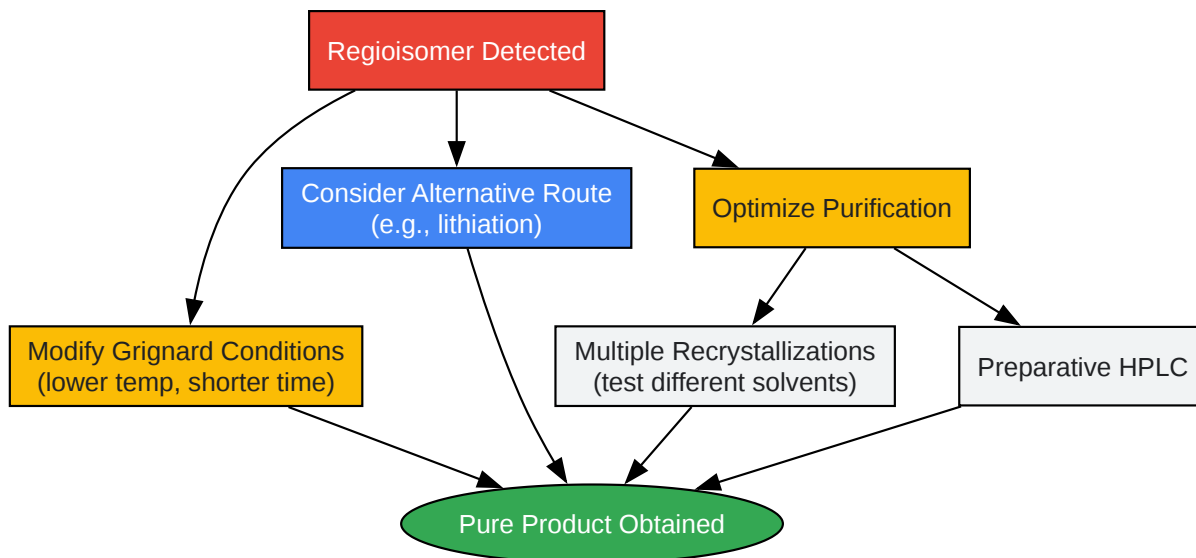 Regioisomer Detected
Consider Alternative Route
(e.g., lithiation)
Optimize Purification
Modify Grignard Conditions
(lower temp, shorter time)
Multiple Recrystallizations
(test different solvents)
Preparative HPLC
Pure Product Obtained